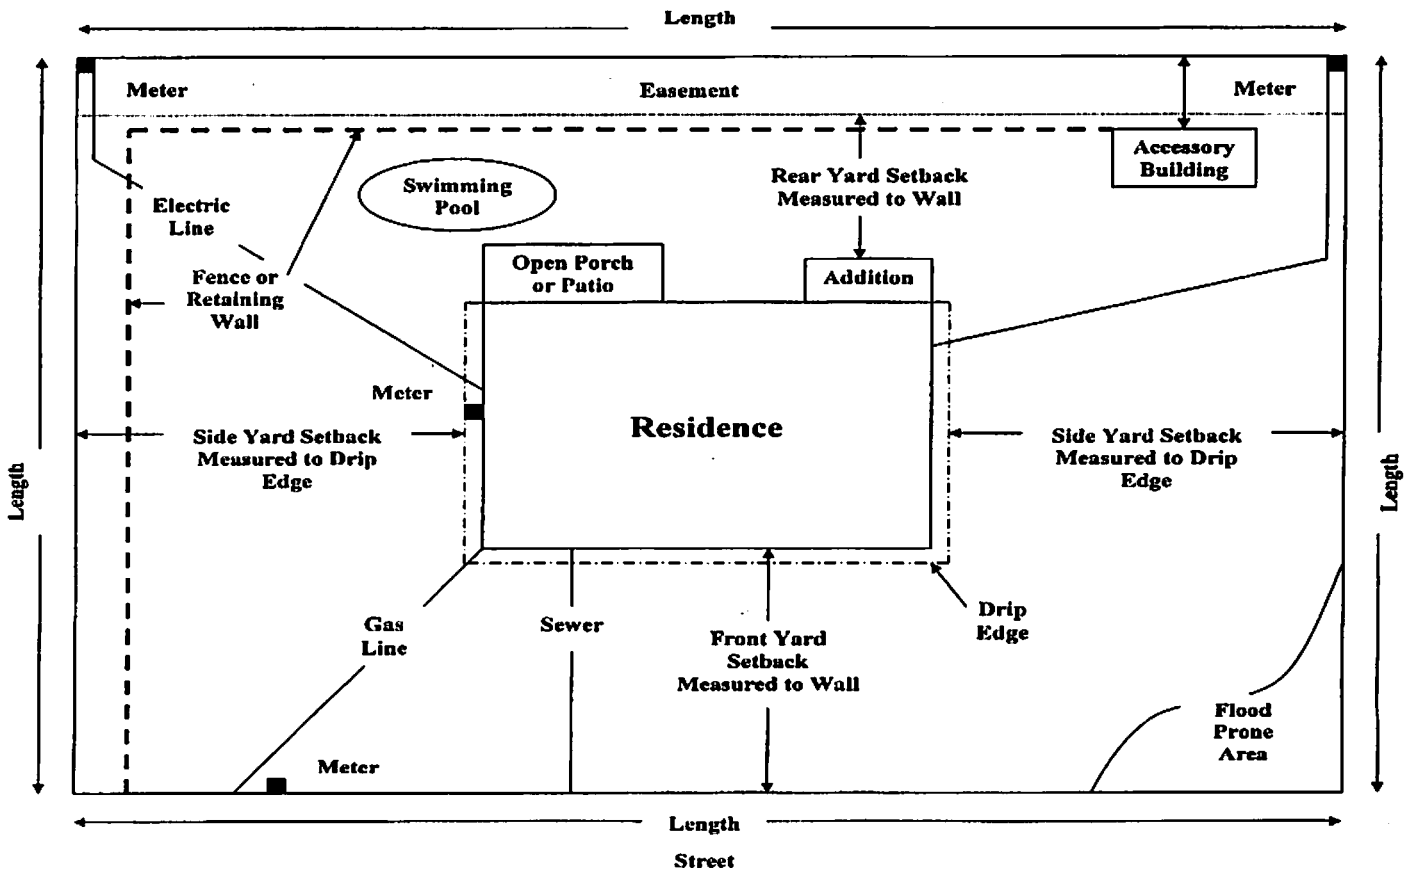 Length
Meter
Easement
Meter
Accessory
Building
Rear Yard Setback
Measured to Wall
Swimming
Pool
Electric
Line
Open Porch
or Patio
Addition
Fence or
Retaining
Wall
Meter
Residence
Side Yard Setback
Measured to Drip
Edge
Side Yard Setback
Measured to Drip
Edge
Length
Length
Gas
Line
Sewer
Front Yard
Setback
Measured to Wall
Drip
Edge
Flood
Prone
Area
Meter
Length
Street